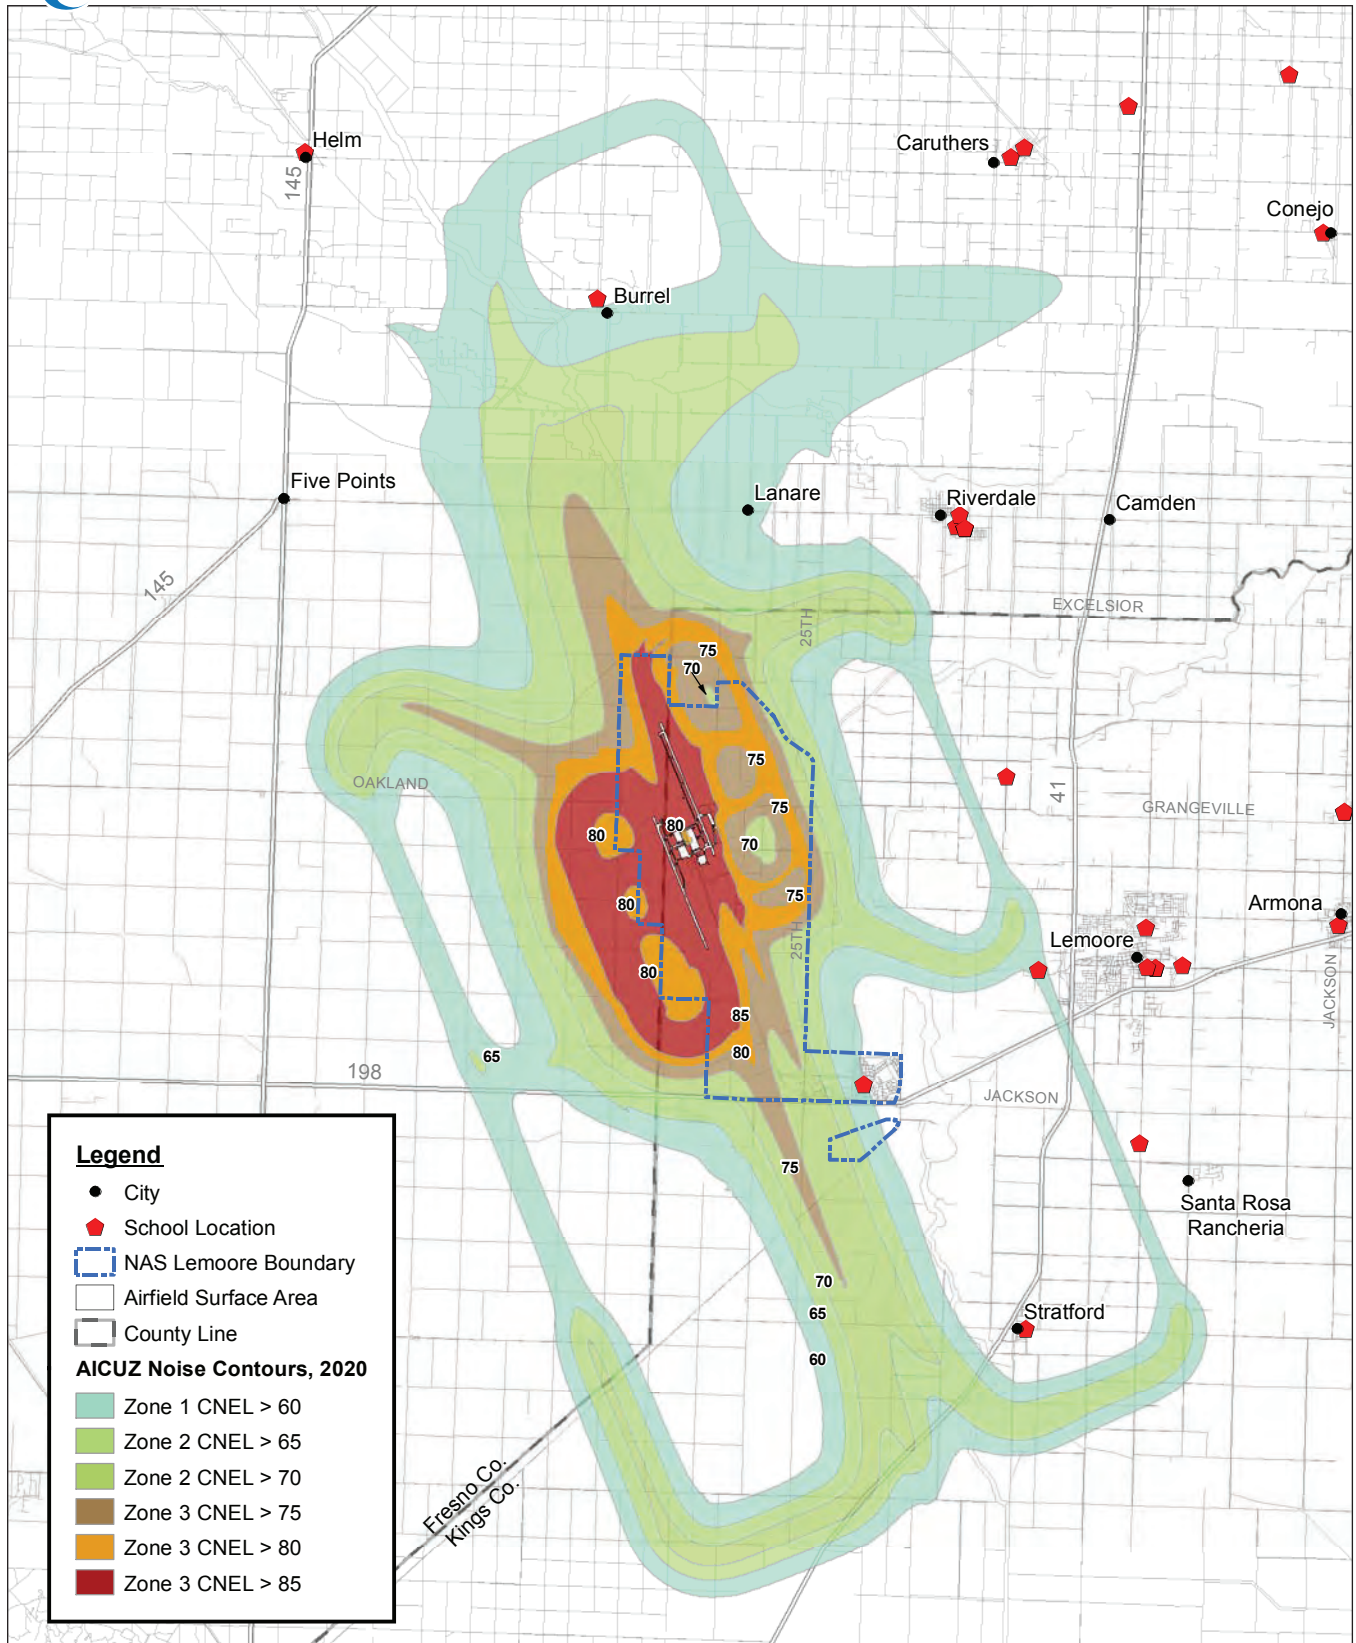 Helm
145
Caruthers
Conejo
Burrel
Five Points
Lanare
Riverdale
Camden
145
EXCELSIOR
25TH
75
70
OAKLAND
75
41
GRANGEVILLE
75
80
80
70
80
75
Armona
Lemoore
25TH
80
JACKSON
85
80
65
198
JACKSON
75
Santa Rosa
Rancheria
70
65
60
Stratford
Fresno Co.
Kings Co.
Legend
City
School Location
NAS Lemoore Boundary
Airfield Surface Area
County Line
AICUZ Noise Contours, 2020
Zone 1 CNEL > 60
Zone 2 CNEL > 65
Zone 2 CNEL > 70
Zone 3 CNEL > 75
Zone 3 CNEL > 80
Zone 3 CNEL > 85